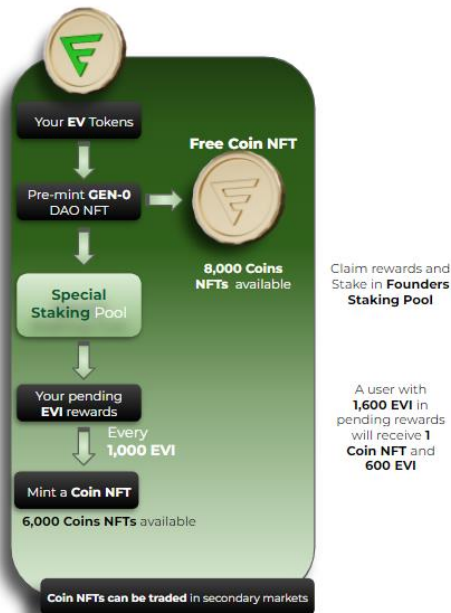 Your EV Tokens
Free Coin NFT
Pre-mint GEN-0
DAO NFT
8,000 Coins
NFTs available
Claim rewards and
Stake in Founders
Staking Pool
Special
Staking Pool
Your pending
EVI rewards
Every
1,000 EVI
A user with
1,600 EVI in
pending rewards
will receive 1
Coin NFT and
600 EVI
Mint a Coin NFT
6,000 Coins NFTs available
Coin NFTs can be traded in secondary markets